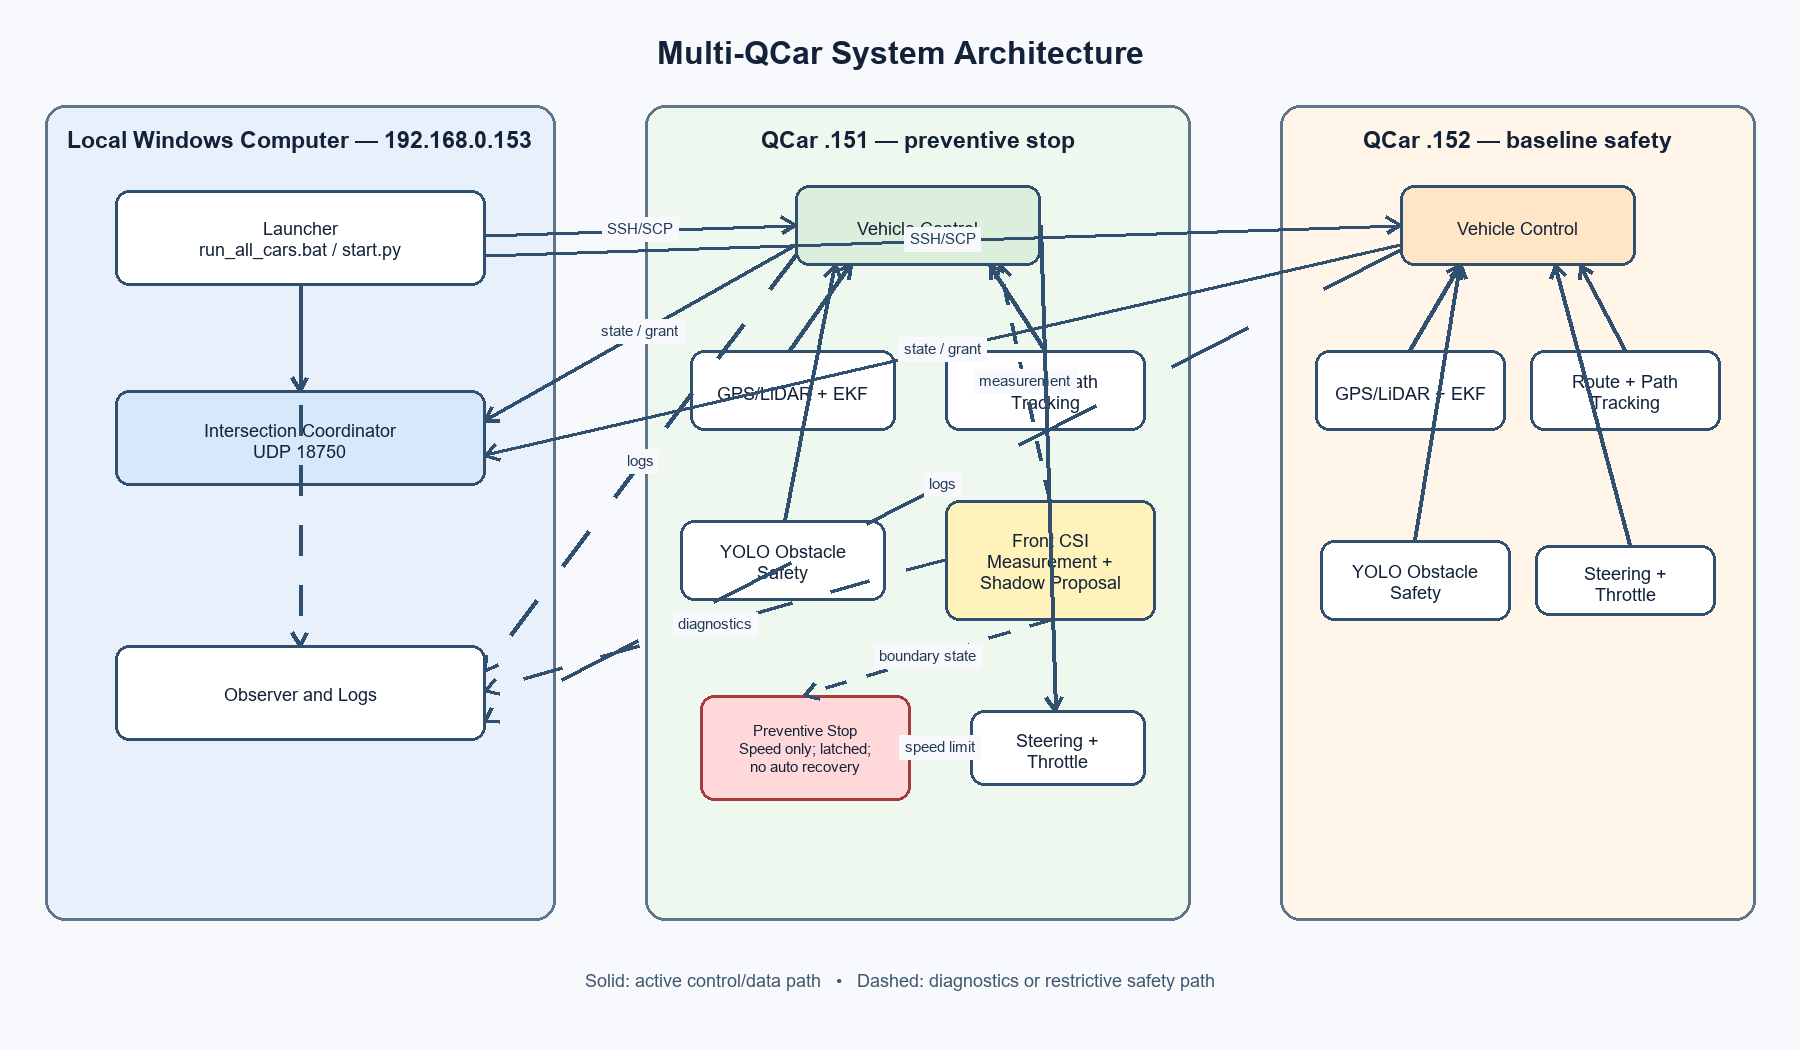 Multi-QCar System Architecture
Local Windows Computer — 192.168.0.153
Launcher
run_all_cars.bat / start.py
Intersection Coordinator
UDP 18750
Observer and Logs
SSH/SCP
state / grant
logs
QCar .151 — preventive stop
Vehicle Control
SSH/SCP
state / grant
GPS/LiDAR + EKF
measurement
Tracking
logs
YOLO Obstacle
Safety
Front CSI
Measurement +
Shadow Proposal
diagnostics
boundary state
Preventive Stop
Speed only; latched;
no auto recovery
speed limit
Steering +
Throttle
QCar .152 — baseline safety
Vehicle Control
GPS/LiDAR + EKF
Route + Path
Tracking
YOLO Obstacle
Safety
Steering +
Throttle
Solid: active control/data path • Dashed: diagnostics or restrictive safety path